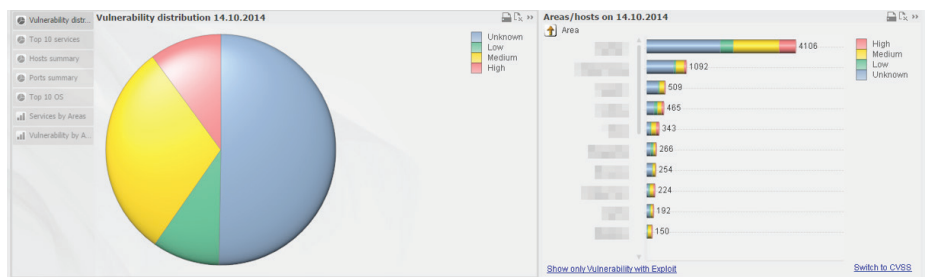 Vulnerability distr...
Top 10 services
Hosts summary
Ports summary
Top 10 OS
Services by Areas
Vulnerability by A...
Vulnerability distribution 14.10.2014
Unknown
Low
Medium
High
Areas/hosts on 14.10.2014
Area
4106
1092
509
465
343
266
254
224
192
150
High
Medium
Low
Unknown
Show only Vulnerability with Exploit
Switch to CVSS